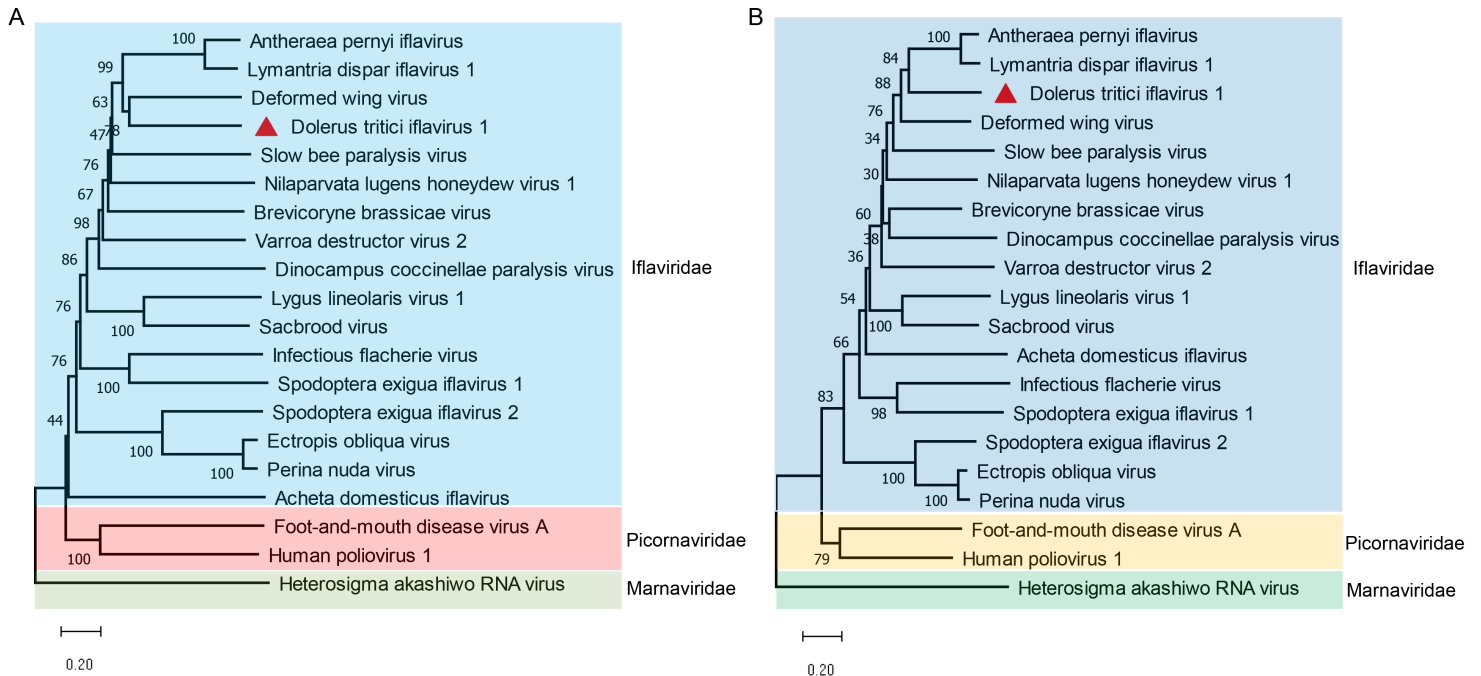 A
100
Antheraea pernyi iflavirus
99
Lymantria dispar iflavirus 1
63
Deformed wing virus
4778
Dolerus tritici iflavirus 1
76
Slow bee paralysis virus
67
Nilaparvata lugens honeydew virus 1
98
Brevicoryne brassicae virus
86
Varroa destructor virus 2
Dinocampus coccinellae paralysis virus
Iflaviridae
76
Lygus lineolaris virus 1
100
Sacbrood virus
76
Infectious flacherie virus
100
Spodoptera exigua iflavirus 1
44
Spodoptera exigua iflavirus 2
100
Ectropis obliqua virus
100
Perina nuda virus
Acheta domesticus iflavirus
Foot-and-mouth disease virus A
Picornaviridae
100
Human poliovirus 1
Heterosigma akashiwo RNA virus
Marnaviridae
0.20
B
100
Antheraea pernyi iflavirus
84
Lymantria dispar iflavirus 1
88
Dolerus tritici iflavirus 1
76
Deformed wing virus
34
Slow bee paralysis virus
30
Nilaparvata lugens honeydew virus 1
60
Brevicoryne brassicae virus
38
Dinocampus coccinellae paralysis virus
36
Varroa destructor virus 2
Iflaviridae
54
Lygus lineolaris virus 1
100
Sacbrood virus
66
Acheta domesticus iflavirus
83
Infectious flacherie virus
98
Spodoptera exigua iflavirus 1
Spodoptera exigua iflavirus 2
100
Ectropis obliqua virus
100
Perina nuda virus
Foot-and-mouth disease virus A
Picornaviridae
79
Human poliovirus 1
Heterosigma akashiwo RNA virus
Marnaviridae
0.20